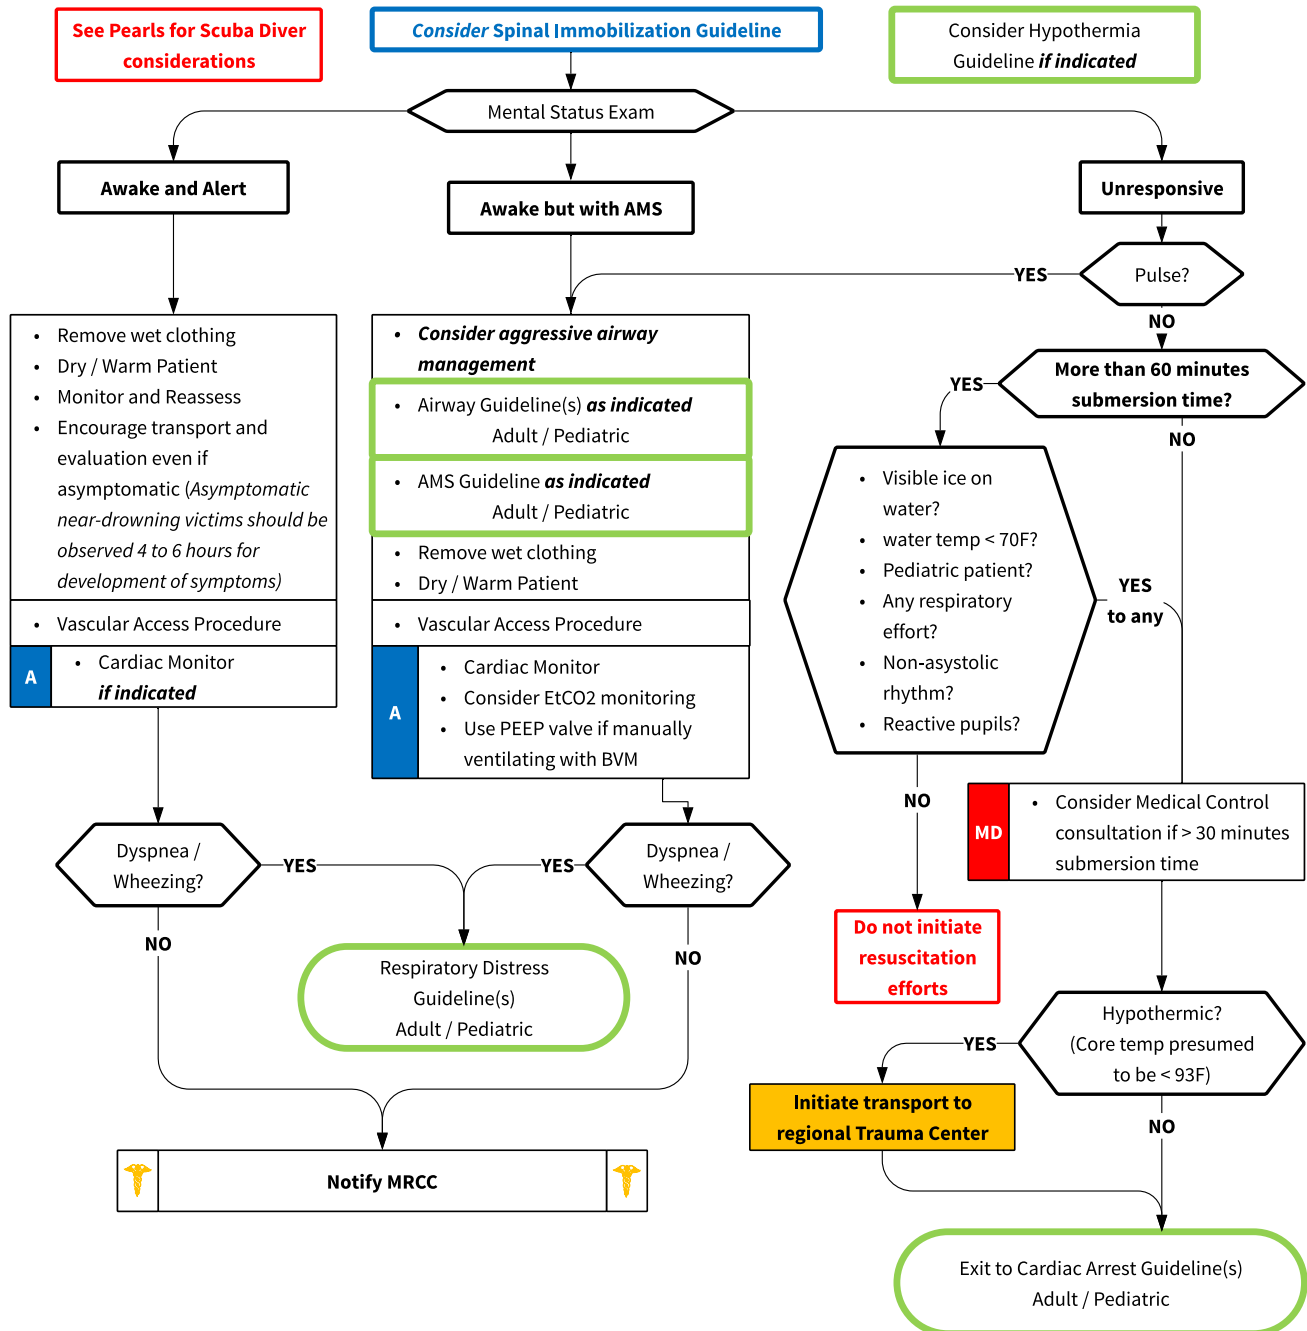 See Pearls for Scuba Diver
considerations
Consider Spinal Immobilization Guideline
Consider Hypothermia
Guideline if indicated
Mental Status Exam
Awake and Alert
Awake but with AMS
Unresponsive
Pulse?
YES
NO
More than 60 minutes
submersion time?
YES
NO
• Remove wet clothing
• Dry / Warm Patient
• Monitor and Reassess
• Encourage transport and
evaluation even if
asymptomatic (Asymptomatic
near-drowning victims should be
observed 4 to 6 hours for
development of symptoms)
• Vascular Access Procedure
A
• Cardiac Monitor
if indicated
• Consider aggressive airway
management
• Airway Guideline(s) as indicated
Adult / Pediatric
• AMS Guideline as indicated
Adult / Pediatric
• Remove wet clothing
• Dry / Warm Patient
• Vascular Access Procedure
A
• Cardiac Monitor
• Consider EtCO2 monitoring
• Use PEEP valve if manually
ventilating with BVM
• Visible ice on
water?
• water temp < 70F?
• Pediatric patient?
• Any respiratory
effort?
• Non-asystolic
rhythm?
• Reactive pupils?
YES
to any
NO
MD
• Consider Medical Control
consultation if > 30 minutes
submersion time
Dyspnea /
Wheezing?
YES
NO
Dyspnea /
Wheezing?
YES
NO
Respiratory Distress
Guideline(s)
Adult / Pediatric
Do not initiate
resuscitation
efforts
Hypothermic?
(Core temp presumed
to be < 93F)
YES
NO
Initiate transport to
regional Trauma Center
Notify MRCC
Exit to Cardiac Arrest Guideline(s)
Adult / Pediatric